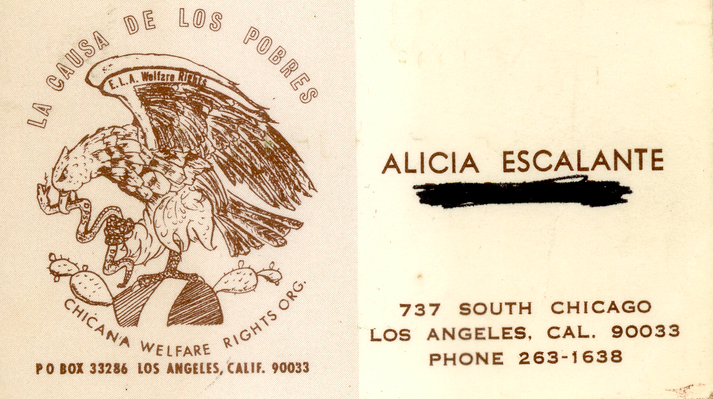 LA CAUSA DE LOS POBRES
E.L.A. Welfare Rights
CHICANA WELFARE RIGHTS ORG.
P O BOX 33286 LOS ANGELES, CALIF. 90033
ALICIA ESCALANTE
737 SOUTH CHICAGO
LOS ANGELES, CAL. 90033
PHONE 263-1638